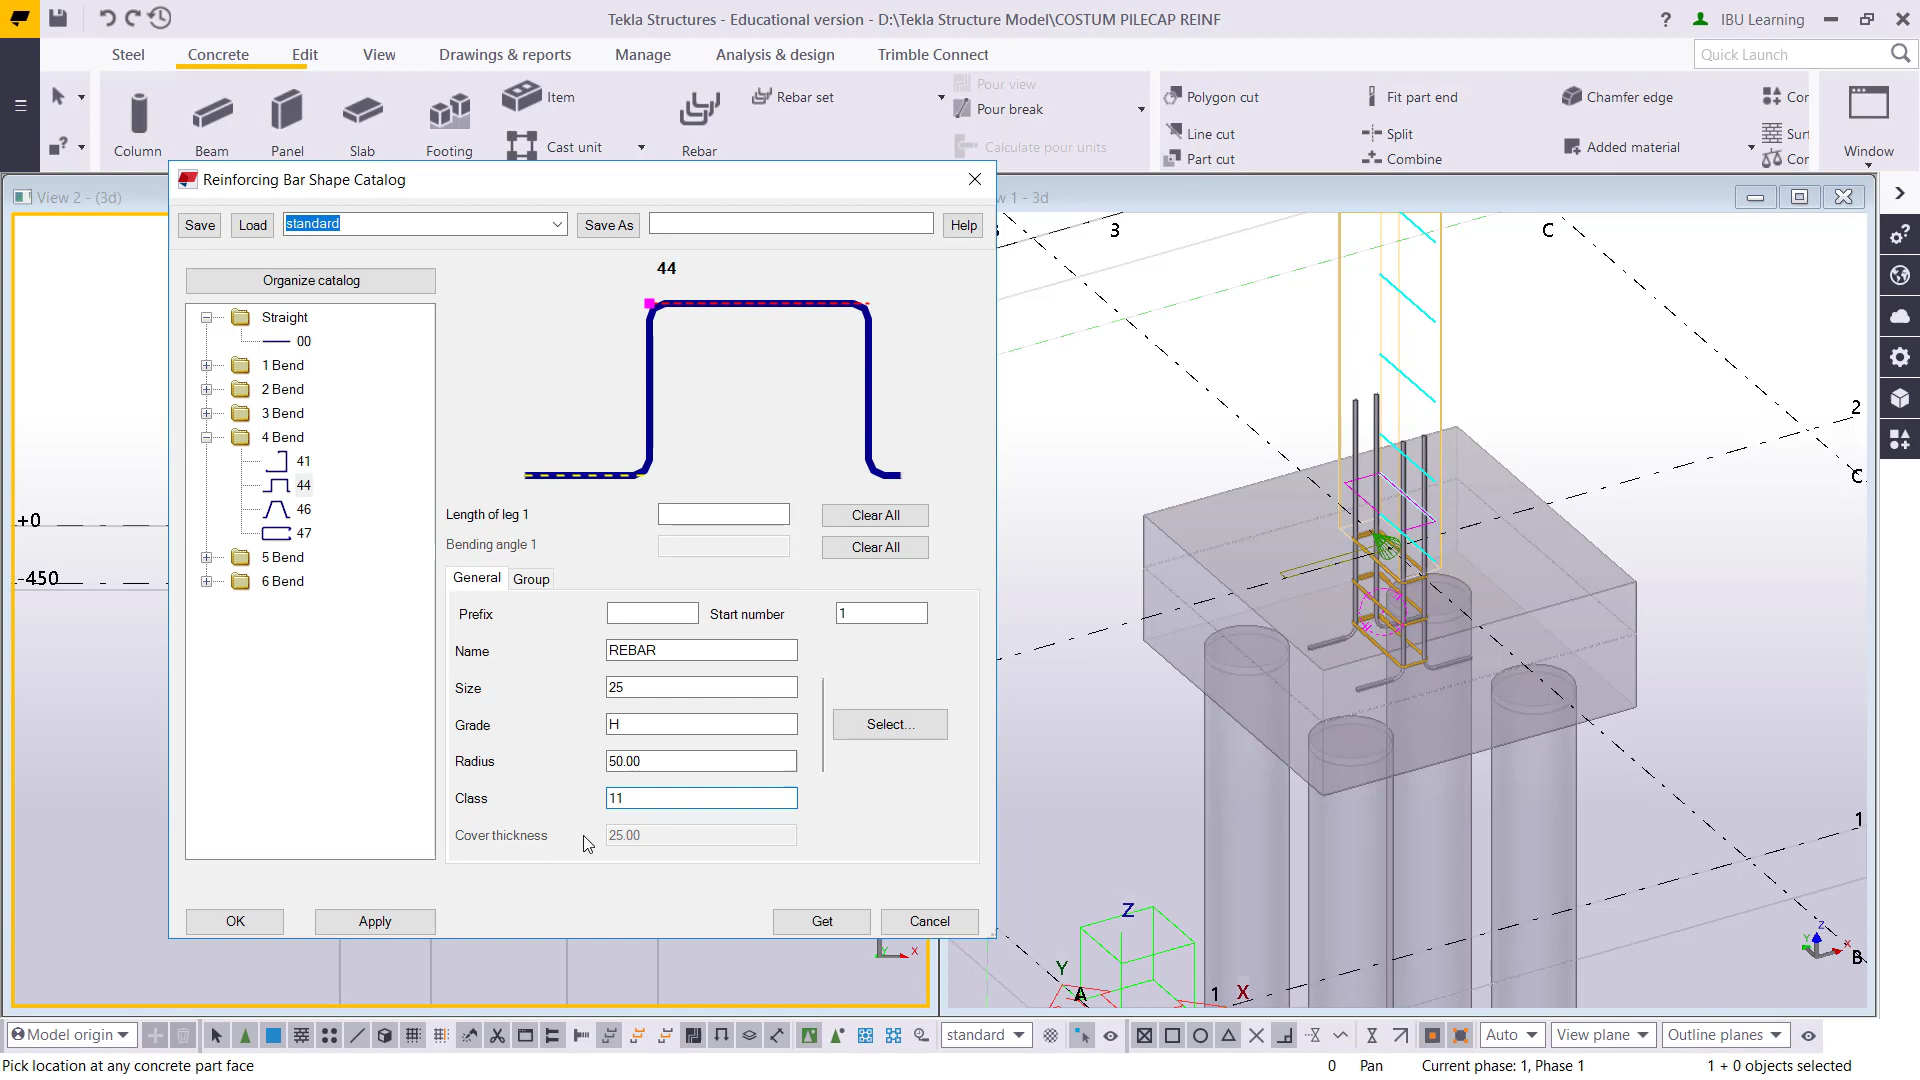 Tekla Structures - Educational version - D:\Tekla Structure Model\COSTUM PILECAP REINF
? IBU Learning
Steel Concrete Edit View Drawings & reports Manage Analysis & design Trimble Connect
Quick Launch
Item
Rebar set
Pour view
Pour break
Calculate pour units
Column Beam Panel Slab Footing
Cast unit
Rebar
Polygon cut
Line cut
Part cut
Fit part end
Split
Combine
Chamfer edge
Added material
Cor
Surf
Cor
Window
View 2 - (3d)
w 1 - 3d
Reinforcing Bar Shape Catalog
Save Load standard Save As Help
Organize catalog
Straight
00
1 Bend
2 Bend
3 Bend
4 Bend
41
44
46
47
5 Bend
6 Bend
44
Length of leg 1 Clear All
Bending angle 1 Clear All
General Group
Prefix Start number 1
Name REBAR
Size 25
Grade H
Select...
Radius 50.00
Class 11
Cover thickness 25.00
OK Apply Get Cancel
+0
-450
3
C
2
C
1
Z
Y
A
1
X
B
Z
Y
X
Y
X
Model origin
standard
Auto
View plane
Outline planes
Pick location at any concrete part face
0 Pan Current phase: 1, Phase 1 1 + 0 objects selected